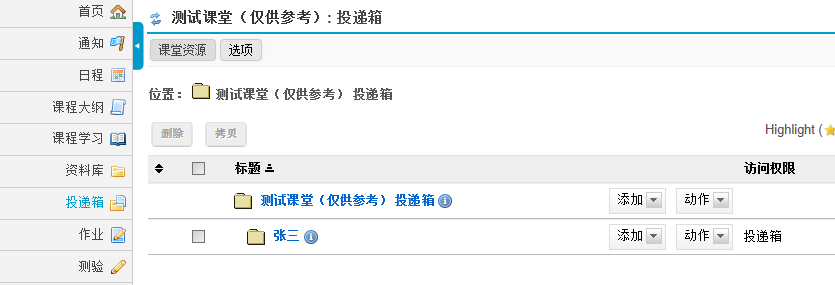 首页
通知
日程
课程大纲
课程学习
资料库
投递箱
作业
测验
测试课堂（仅供参考）: 投递箱
课堂资源 选项
位置： 测试课堂（仅供参考） 投递箱
删除 拷贝
Highlight (
标题 访问权限
测试课堂（仅供参考） 投递箱 添加 动作
张三 添加 动作 投递箱